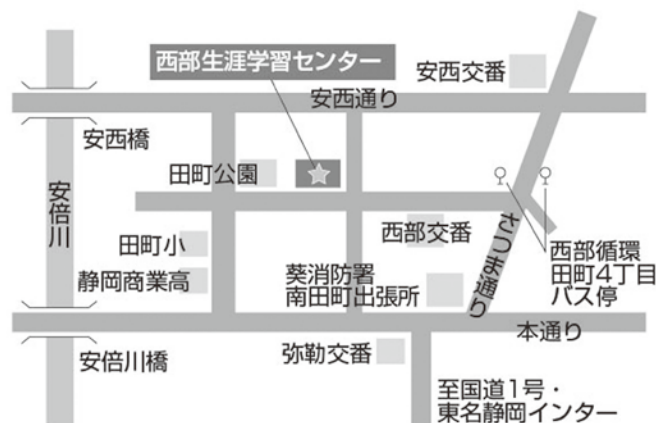 西部生涯学習センター
安西交番
安西通り
安西橋
田町公園
安倍川
西部交番
さつま通り
田町小
静岡商業高
葵消防署
南田町出張所
西部循環
田町4丁目
バス停
本通り
安倍川橋
弥勒交番
至国道1号・
東名静岡インター